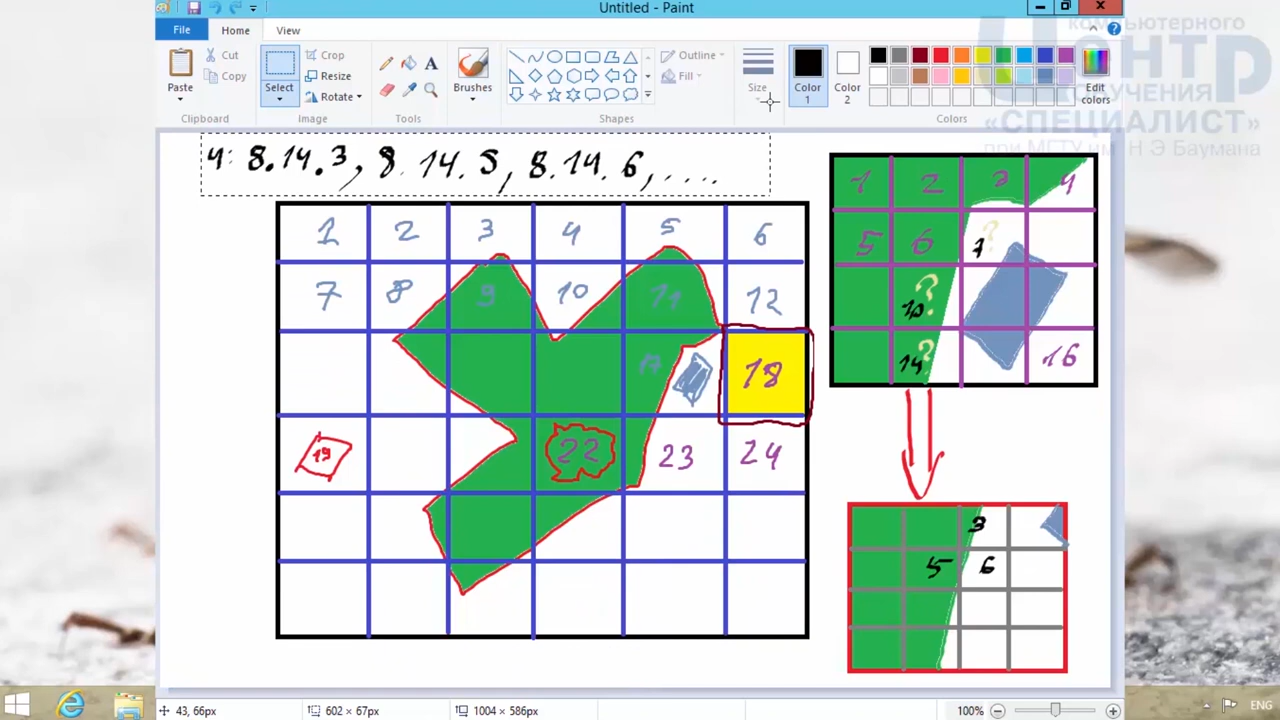 Untitled - Paint
File
Home
View
Paste
Cut
Copy
Clipboard
Select
Crop
Resize
Rotate
Image
Tools
Brushes
Shapes
Outline
Fill
Size
Color 1
Color 2
Edit colors
Colors
компьютерного
Центр
обучения
«СПЕЦИАЛИСТ»
при МГТУ им. Н.Э.Баумана
4: 8.14.3, 8.14.5, 8.14.6, ....
1 2 3 4 5 6
7 8 9 10 11 12
17 18
19 22 23 24
1 2 3 4
5 6 7?
10?
14? 16
3
5 6
43, 66px
602 × 67px
1004 × 586px
100%
ENG